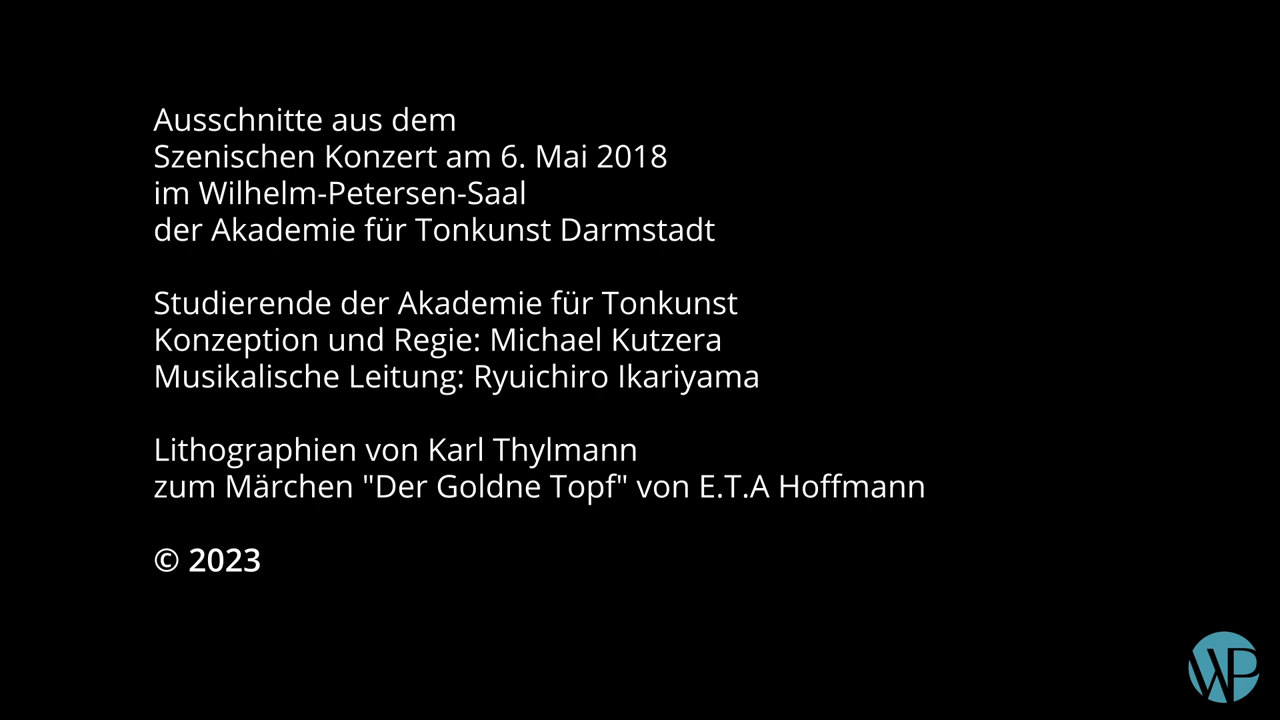 Ausschnitte aus dem
Szenischen Konzert am 6. Mai 2018
im Wilhelm-Petersen-Saal
der Akademie für Tonkunst Darmstadt
Studierende der Akademie für Tonkunst
Konzeption und Regie: Michael Kutzera
Musikalische Leitung: Ryuichiro Ikariyama
Lithographien von Karl Thylmann
zum Märchen "Der Goldne Topf" von E.T.A Hoffmann
© 2023
WP